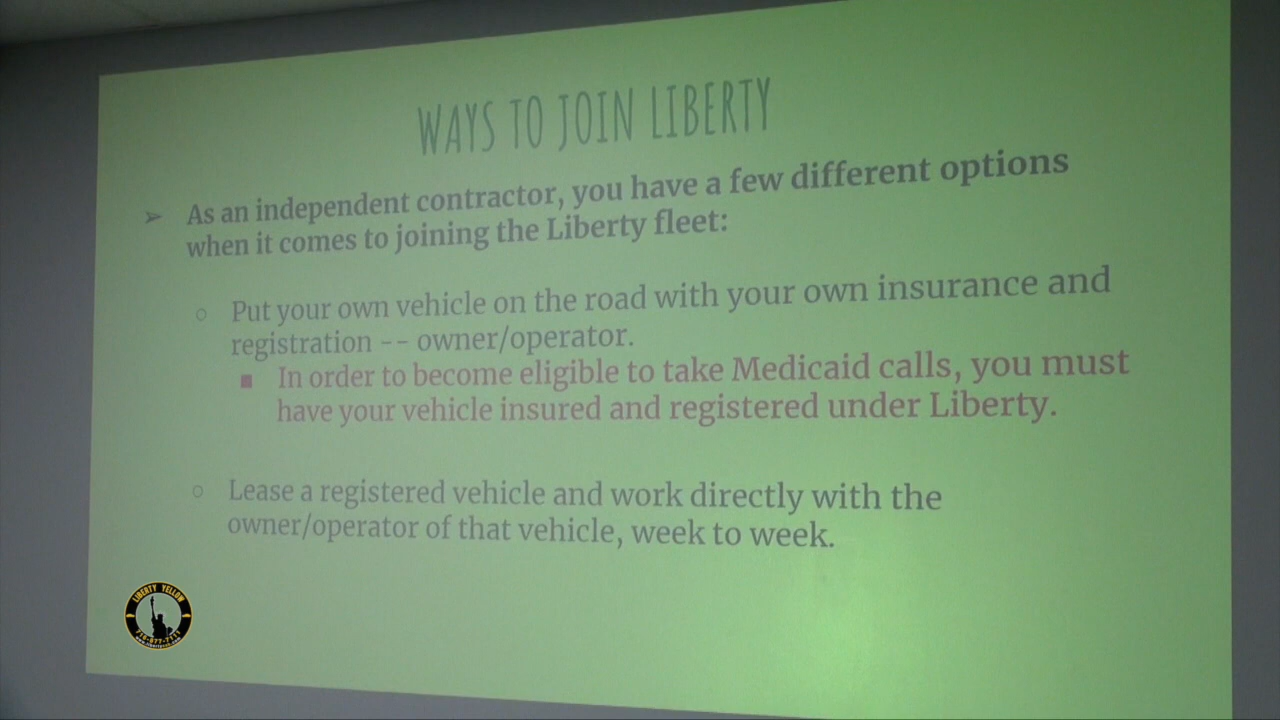 WAYS TO JOIN LIBERTY
➢ As an independent contractor, you have a few different options
when it comes to joining the Liberty fleet:
○ Put your own vehicle on the road with your own insurance and
registration -- owner/operator.
■ In order to become eligible to take Medicaid calls, you must
have your vehicle insured and registered under Liberty.
○ Lease a registered vehicle and work directly with the
owner/operator of that vehicle, week to week.
LIBERTY YELLOW
716-877-7111